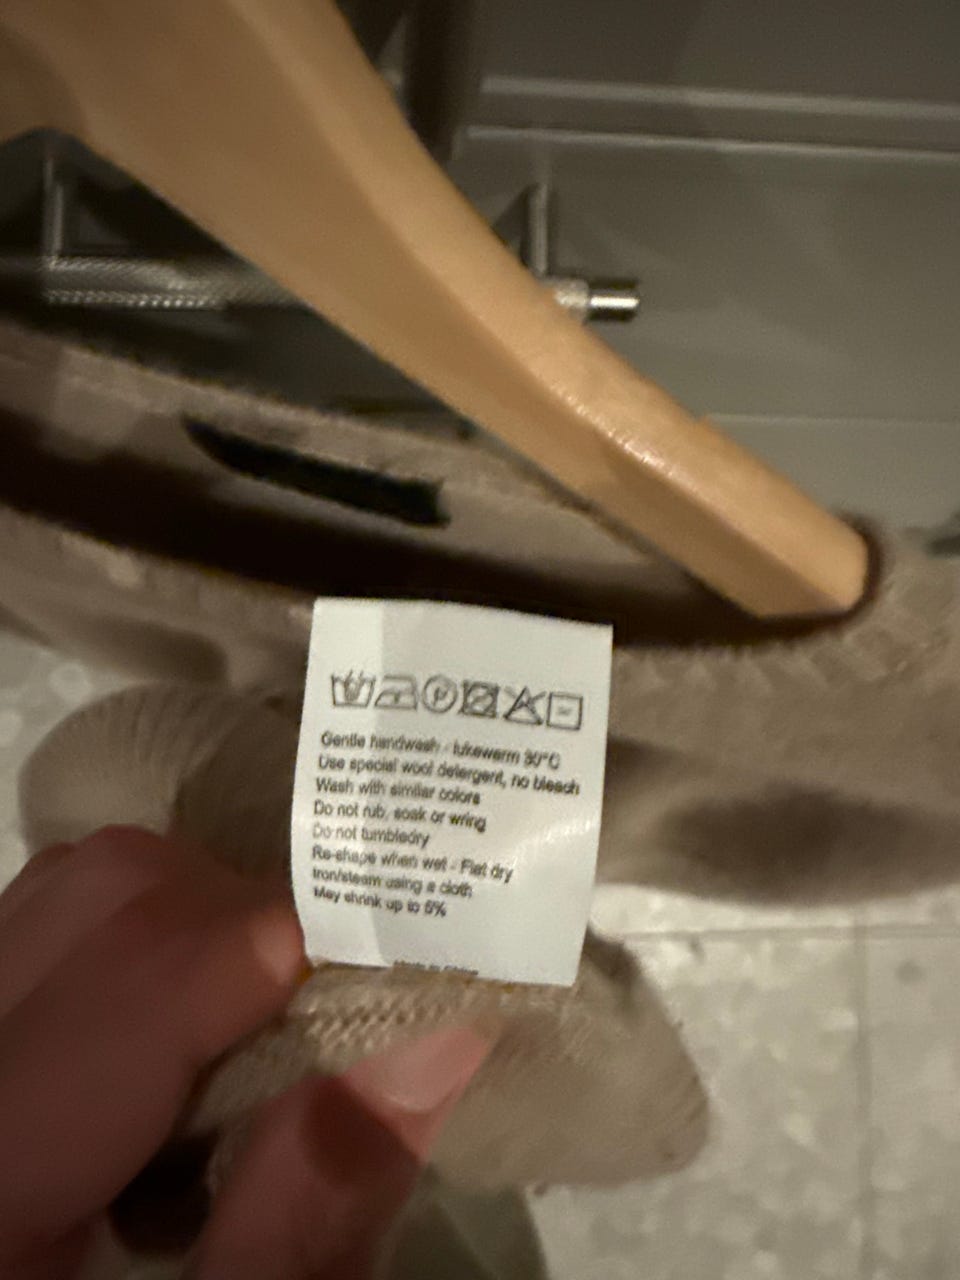 Gentle handwash - lukewarm 30°C
Use special wool detergent, no bleach
Wash with similar colors
Do not rub, soak or wring
Do not tumbledry
Re-shape when wet - Flat dry
Iron/steam using a cloth
May shrink up to 5%